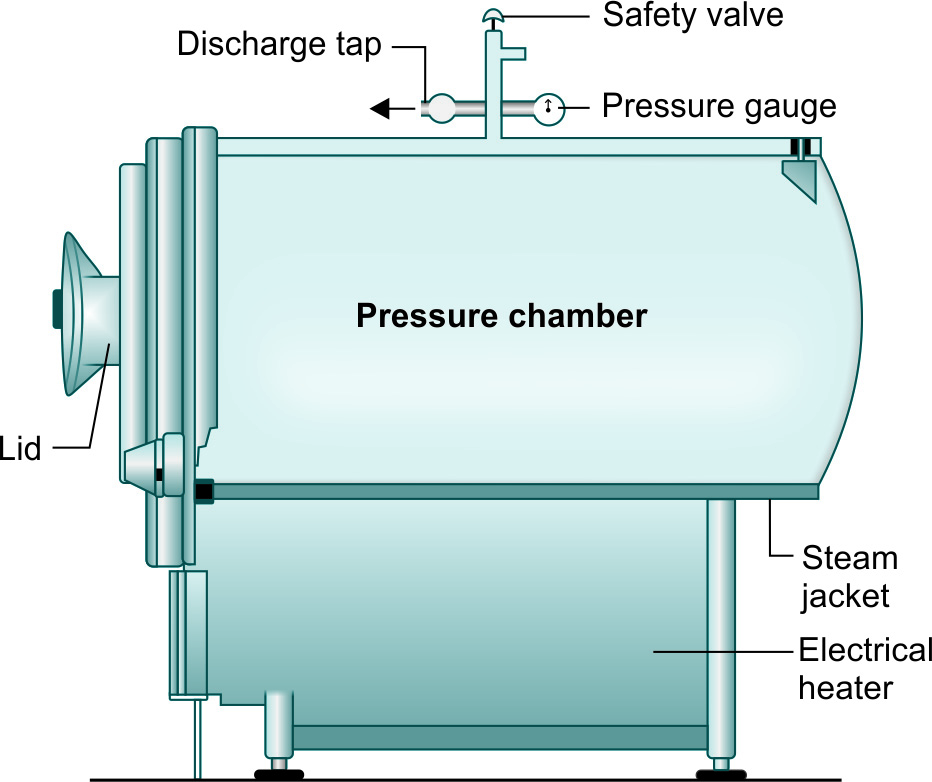 Safety valve
Discharge tap
Pressure gauge
Pressure chamber
Lid
Steam
jacket
Electrical
heater